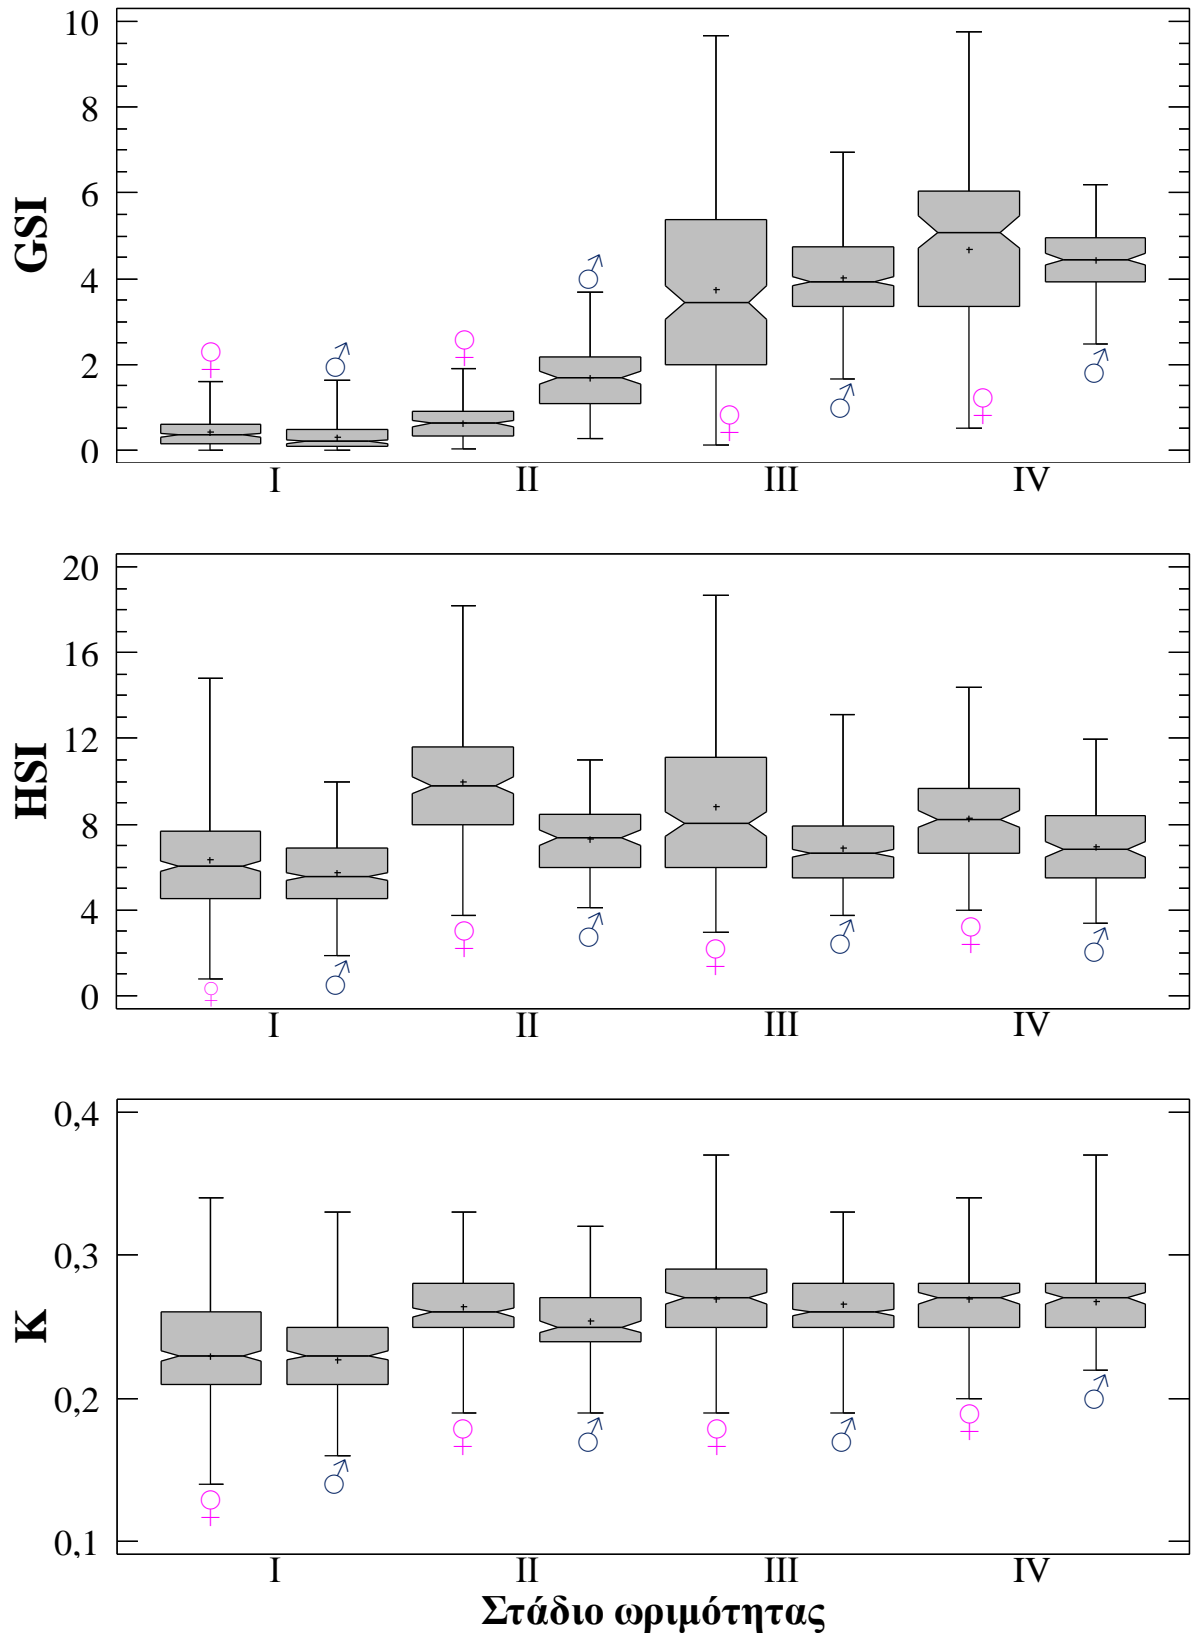 10
8
6
4
2
0
GSI
♀ ♂ ♀ ♂ ♀ ♂ ♀ ♂
I II III IV
20
16
12
8
4
0
HSI
♀ ♂ ♀ ♂ ♀ ♂ ♀ ♂
I II III IV
0,4
0,3
0,2
0,1
K
♀ ♂ ♀ ♂ ♀ ♂ ♀ ♂
I II III IV
Στάδιο ωριμότητας